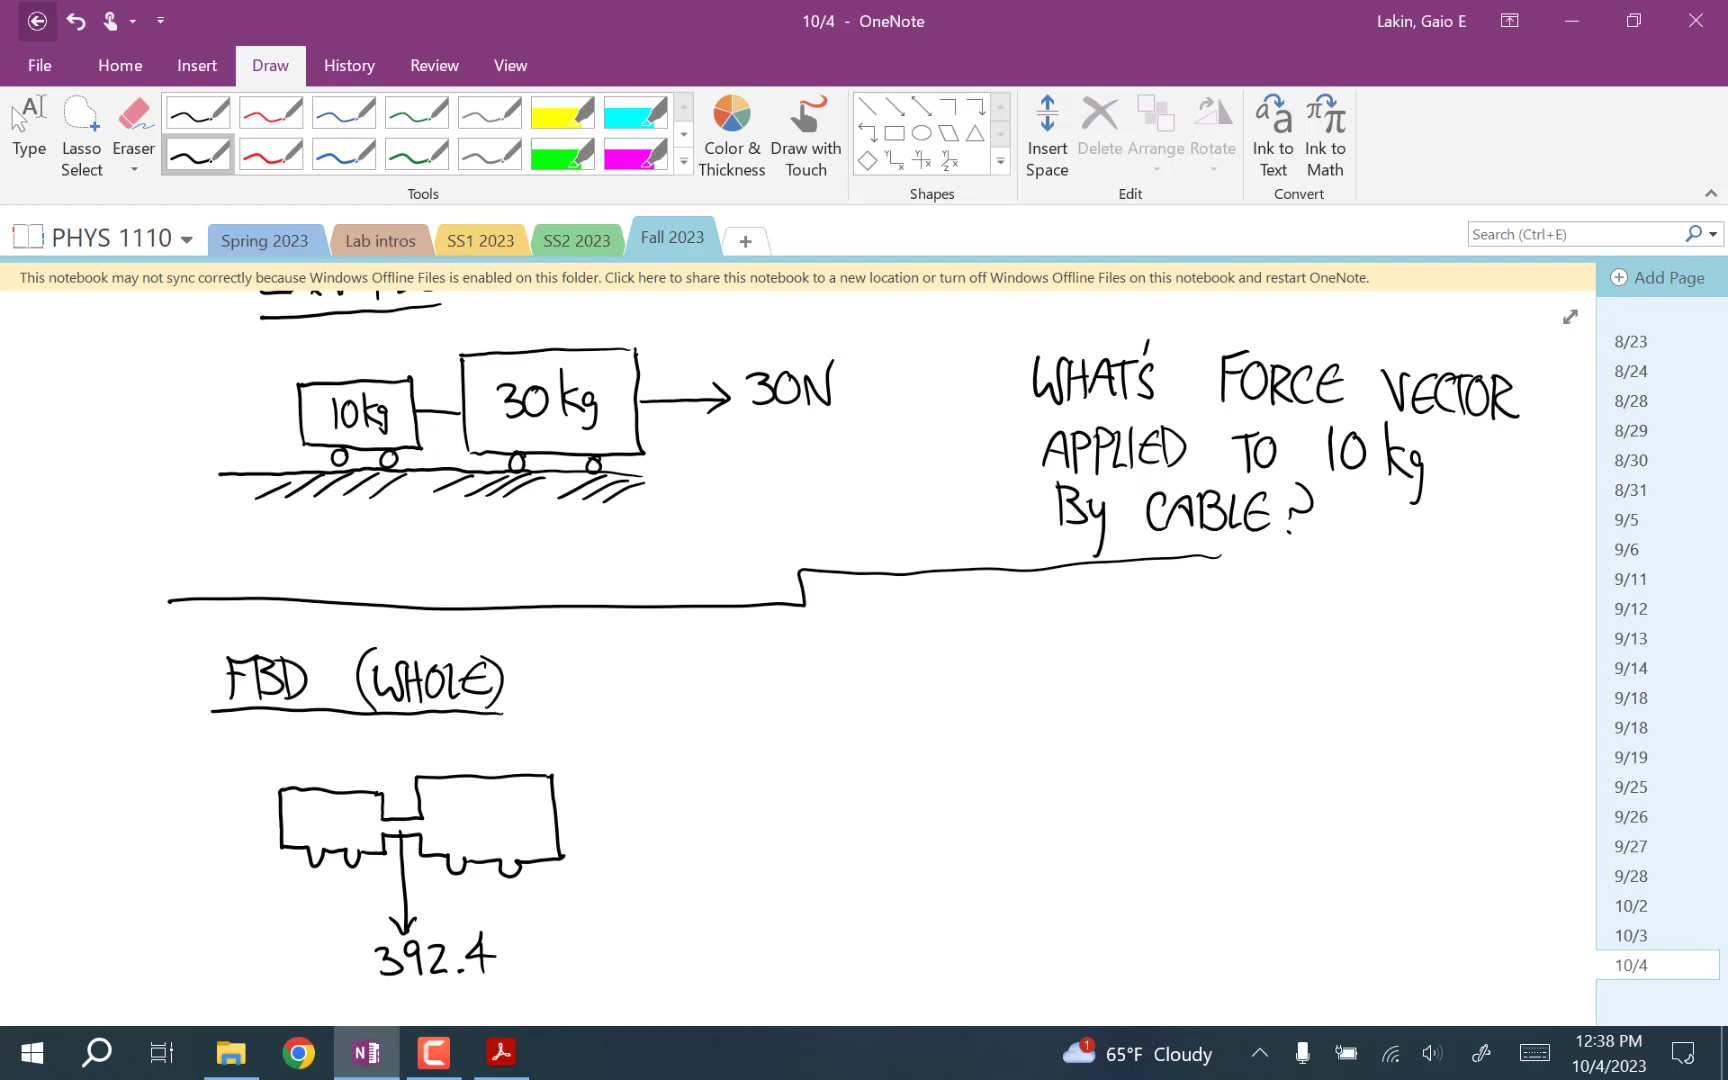 10/4 - OneNote
Lakin, Gaio E
File Home Insert Draw History Review View
Type
Lasso Select
Eraser
Color & Thickness
Draw with Touch
Insert Space
Delete
Arrange
Rotate
Ink to Text
Ink to Math
Tools
Shapes
Edit
Convert
PHYS 1110
Spring 2023
Lab intros
SS1 2023
SS2 2023
Fall 2023
Search (Ctrl+E)
This notebook may not sync correctly because Windows Offline Files is enabled on this folder. Click here to share this notebook to a new location or turn off Windows Offline Files on this notebook and restart OneNote.
Add Page
10kg
30kg
30N
WHAT'S FORCE VECTOR
APPLIED TO 10 kg
By CABLE?
FBD (WHOLE)
392.4
8/23
8/24
8/28
8/29
8/30
8/31
9/5
9/6
9/11
9/12
9/13
9/14
9/18
9/18
9/19
9/25
9/26
9/27
9/28
10/2
10/3
10/4
1
65°F Cloudy
12:38 PM
10/4/2023